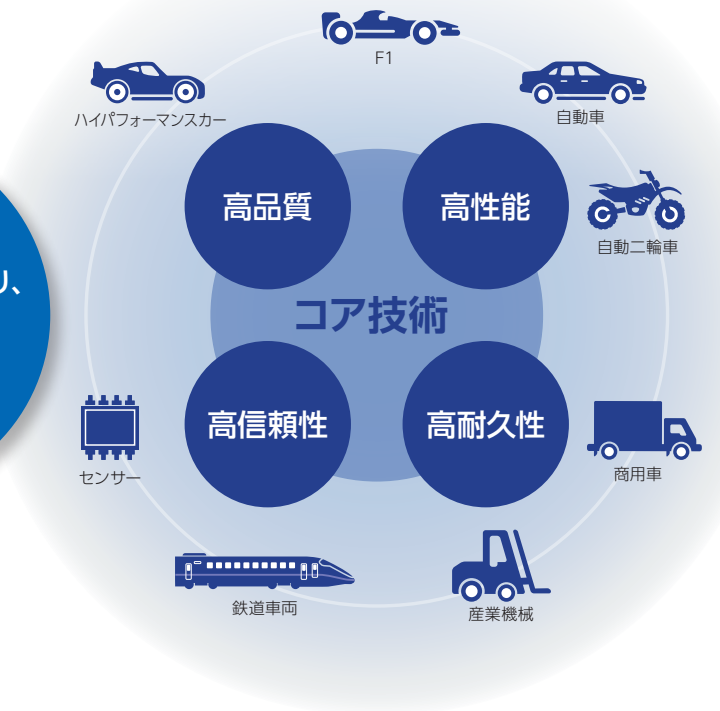 F1
ハイパフォーマンスカー
自動車
高品質
高性能
自動二輪車
り、
コア技術
高信頼性
高耐久性
センサー
商用車
鉄道車両
産業機械